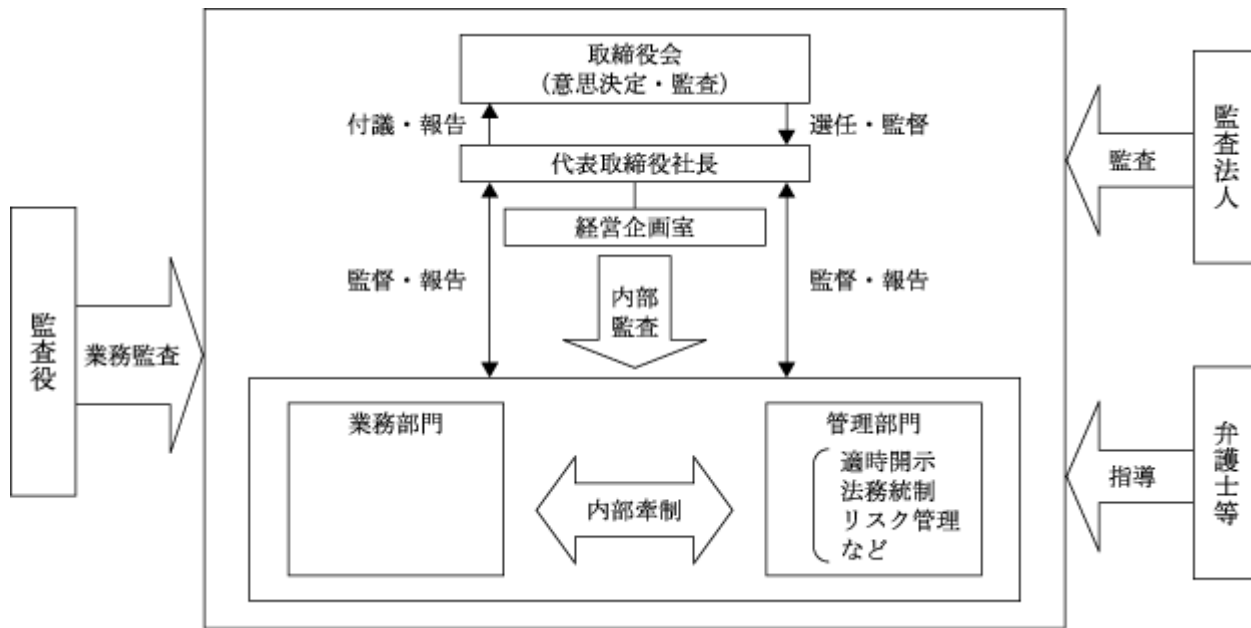 取締役会
(意思決定・監査)
付議・報告
選任・監督
代表取締役社長
経営企画室
監督・報告
監督・報告
内部
監査
監査役
業務監査
監査法人
監査
弁護士等
指導
業務部門
内部牽制
管理部門
適時開示
法務統制
リスク管理
など